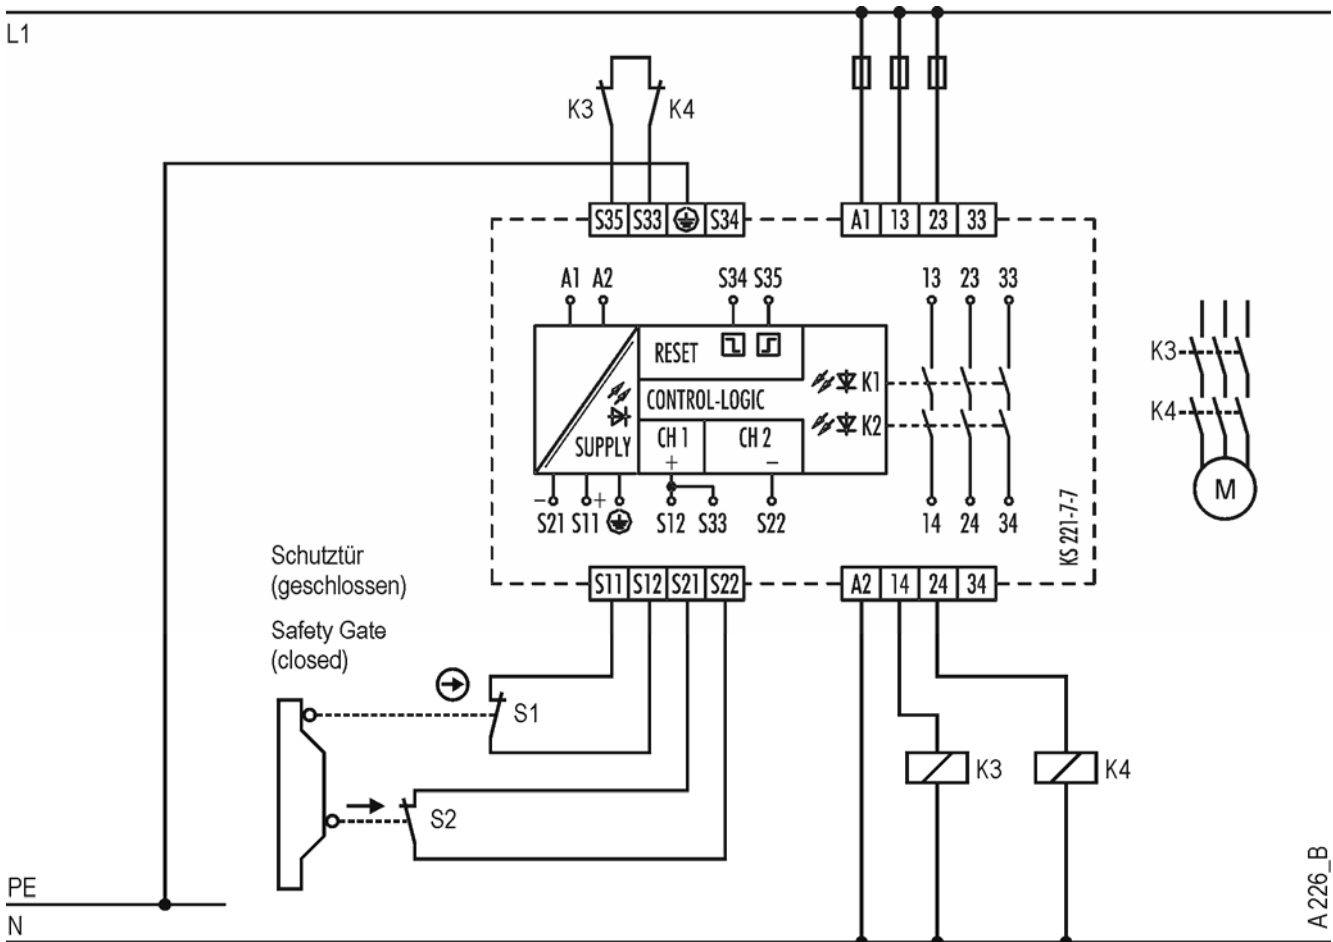 L1
K3 K4
S35 S33 S34 A1 13 23 33
A1 A2 S34 S35 13 23 33
RESET
K1
CONTROL-LOGIC
K2
SUPPLY
CH 1 CH 2
+ −
− +
S21 S11 S12 S33 S22 14 24 34
KS 221-7-7
K3
K4
M
S11 S12 S21 S22 A2 14 24 34
Schutztür
(geschlossen)
Safety Gate
(closed)
S1
S2
K3 K4
PE
N
A 226_B